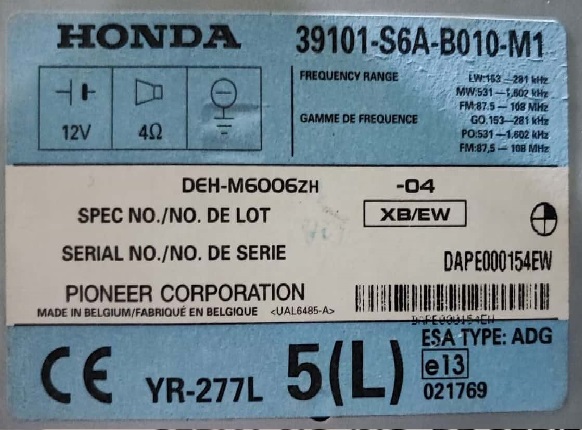 HONDA 39101-S6A-B010-M1
FREQUENCY RANGE LW:153 – 281 kHz
MW:531 – 1,602 kHz
FM:87.5 – 108 MHz
GAMME DE FREQUENCE GO.153 – 281 kHz
PO:531 – 1.602 kHz
FM:87,5 – 108 MHz
12V 4Ω
DEH-M6006ZH -04
SPEC NO./NO. DE LOT XB/EW
SERIAL NO./NO. DE SERIE DAPE000154EW
PIONEER CORPORATION
MADE IN BELGIUM/FABRIQUÉ EN BELGIQUE <UAL6485-A>
DAPE000154EW
CE YR-277L 5(L) ESA TYPE: ADG
e13
021769